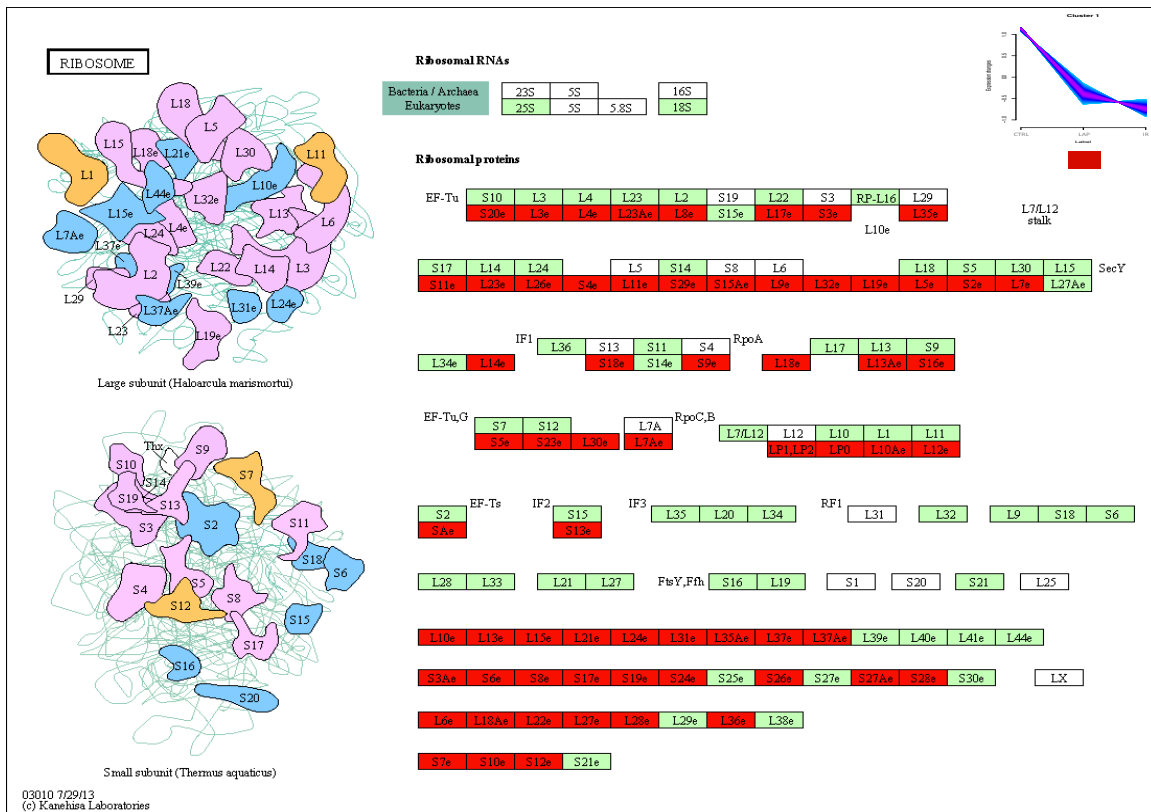 RIBOSOME
L18
L5
L15
L18e
L21e
L30
L11
L1
L44e
L10e
L32e
L15e
L13
L6
L7Ae
L24
L4e
L37e
L2
L22
L14
L3
L39e
L29
L37Ae
L31e
L24e
L23
L19e
Large subunit (Haloarcula marismortui)
Thx
S9
S10
S14
S7
S19
S13
S3
S2
S11
S18
S6
S4
S5
S8
S12
S15
S17
S16
S20
Small subunit (Thermus aquaticus)
03010 7/29/13
(c) Kanehisa Laboratories
Ribosomal RNAs
Bacteria / Archaea 23S 5S 16S
Eukaryotes 25S 5S 5.8S 18S
Cluster 1
Expression changes
CTRL LAP IR
Label
Ribosomal proteins
EF-Tu S10 L3 L4 L23 L2 S19 L22 S3 RP-L16 L29
S20e L3e L4e L23Ae L8e S15e L17e S3e L35e
L10e
L7/L12
stalk
S17 L14 L24 L5 S14 S8 L6 L18 S5 L30 L15 SecY
S11e L23e L26e S4e L11e S29e S15Ae L9e L32e L19e L5e S2e L7e L27Ae
IF1 L36 S13 S11 S4 RpoA L17 L13 S9
L34e L14e S18e S14e S9e L18e L13Ae S16e
EF-Tu,G S7 S12 L7A RpoC,B L7/L12 L12 L10 L1 L11
S5e S23e L30e L7Ae LP1,LP2 LP0 L10Ae L12e
S2 EF-Ts IF2 S15 IF3 L35 L20 L34 RF1 L31 L32 L9 S18 S6
SAe S13e
L28 L33 L21 L27 FtsY,Ffh S16 L19 S1 S20 S21 L25
L10e L13e L15e L21e L24e L31e L35Ae L37e L37Ae L39e L40e L41e L44e
S3Ae S6e S8e S17e S19e S24e S25e S26e S27e S27Ae S28e S30e LX
L6e L18Ae L22e L27e L28e L29e L36e L38e
S7e S10e S12e S21e